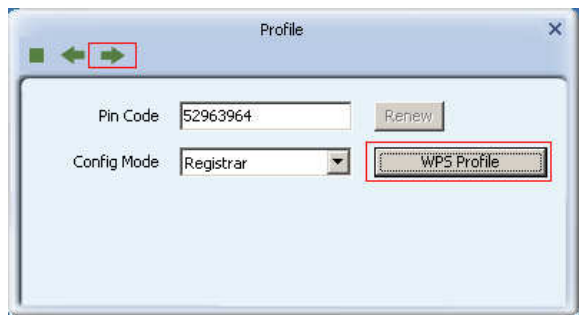 Profile
Pin Code 52963964 Renew
Config Mode Registrar WPS Profile